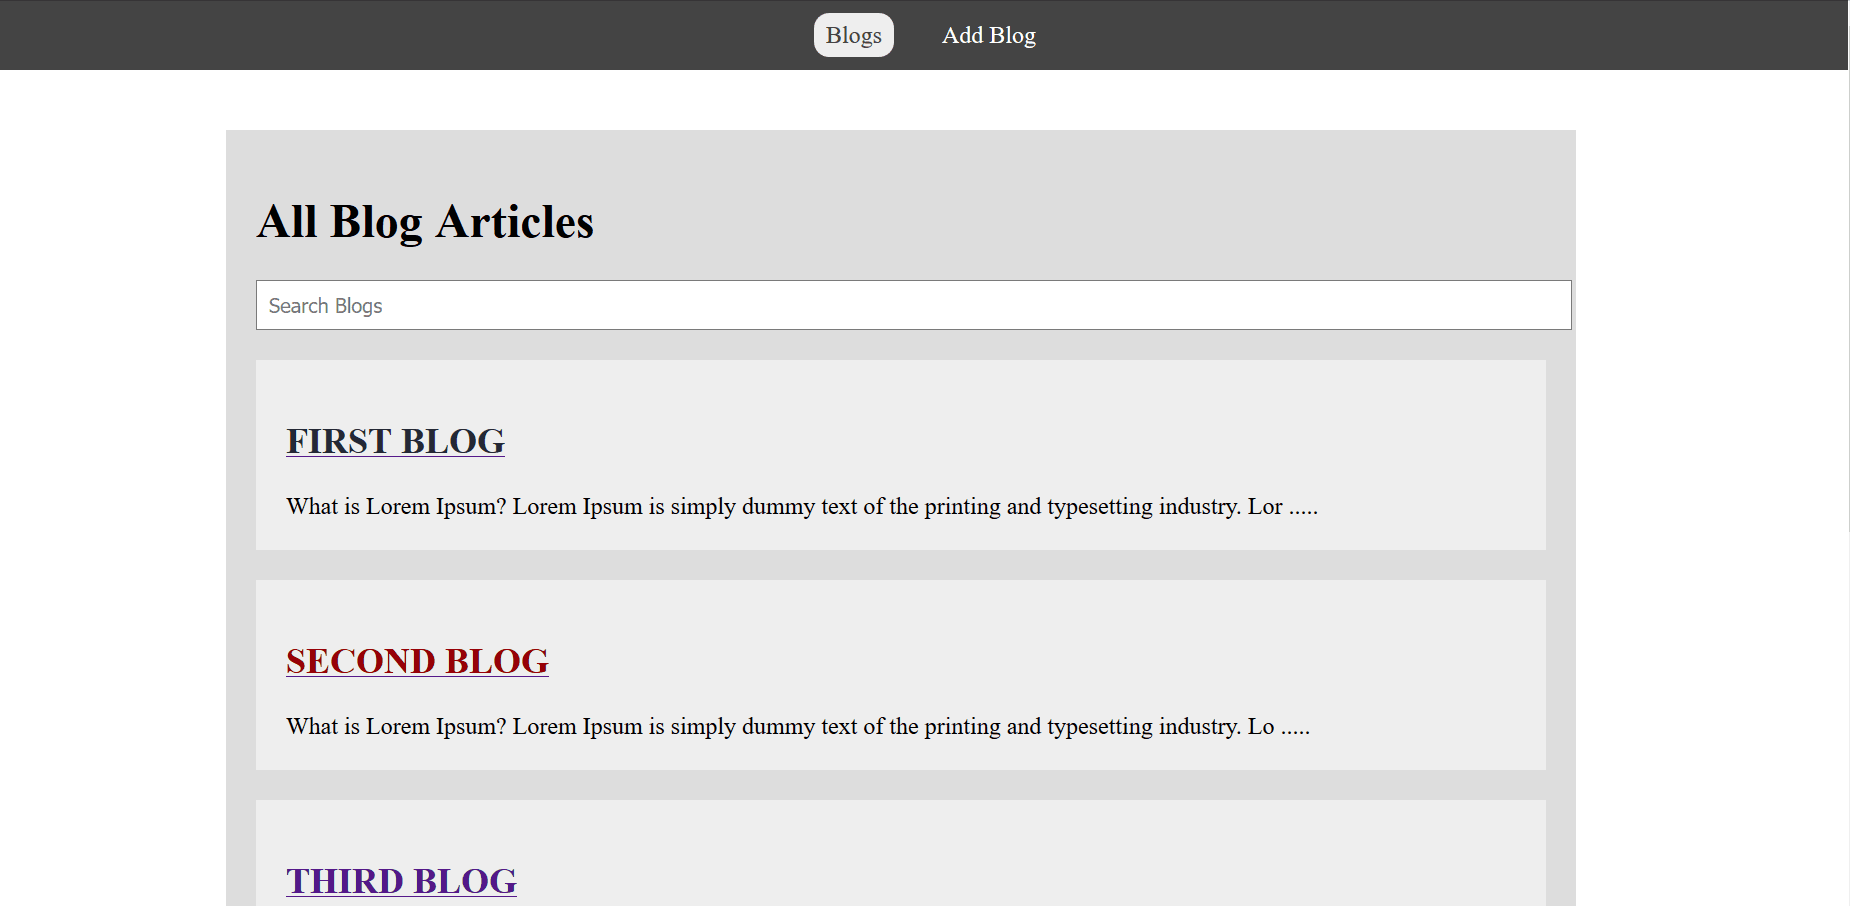 Blogs Add Blog
All Blog Articles
Search Blogs
FIRST BLOG
What is Lorem Ipsum? Lorem Ipsum is simply dummy text of the printing and typesetting industry. Lor .....
SECOND BLOG
What is Lorem Ipsum? Lorem Ipsum is simply dummy text of the printing and typesetting industry. Lo .....
THIRD BLOG